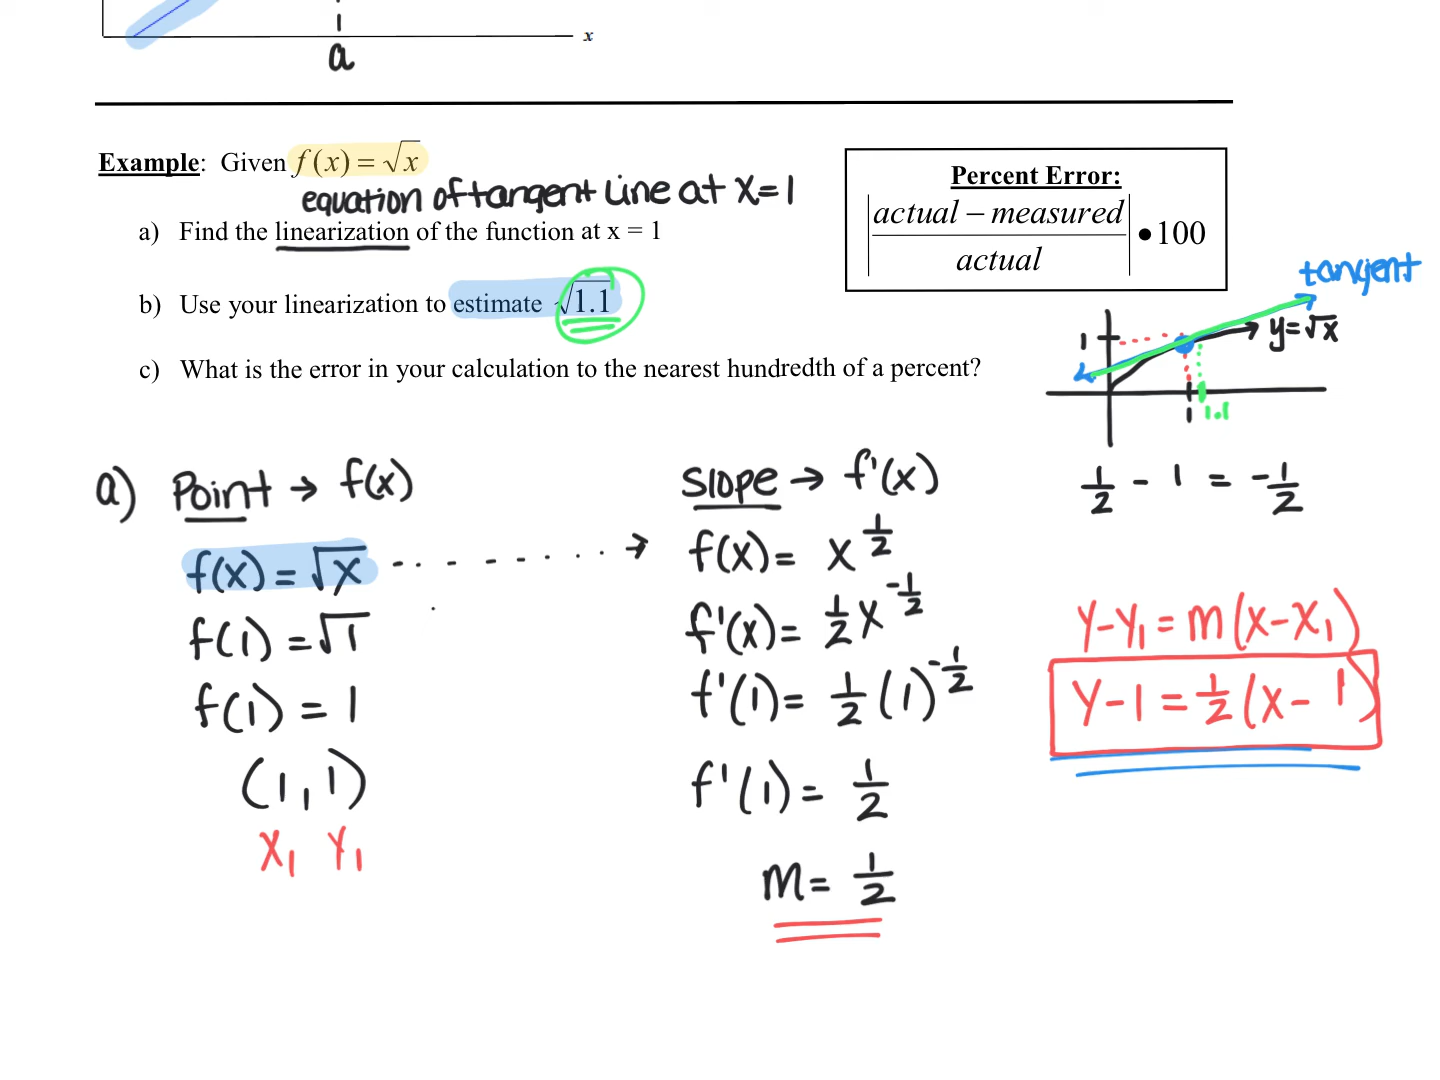 x
a
Example: Given f(x) = √x
equation of tangent Line at X=1
a) Find the linearization of the function at x = 1
b) Use your linearization to estimate √1.1
c) What is the error in your calculation to the nearest hundredth of a percent?
Percent Error:
|actual − measured / actual| • 100
tangent
y=√x
1
1
1.1
a) Point → f(x)
f(x) = √x
f(1) = √1
f(1) = 1
(1, 1)
X₁ Y₁
Slope → f'(x)
f(x) = x^(1/2)
f'(x) = 1/2 x^(-1/2)
f'(1) = 1/2 (1)^(-1/2)
f'(1) = 1/2
m = 1/2
1/2 - 1 = -1/2
Y-Y₁ = m(X-X₁)
Y-1 = 1/2 (X-1)